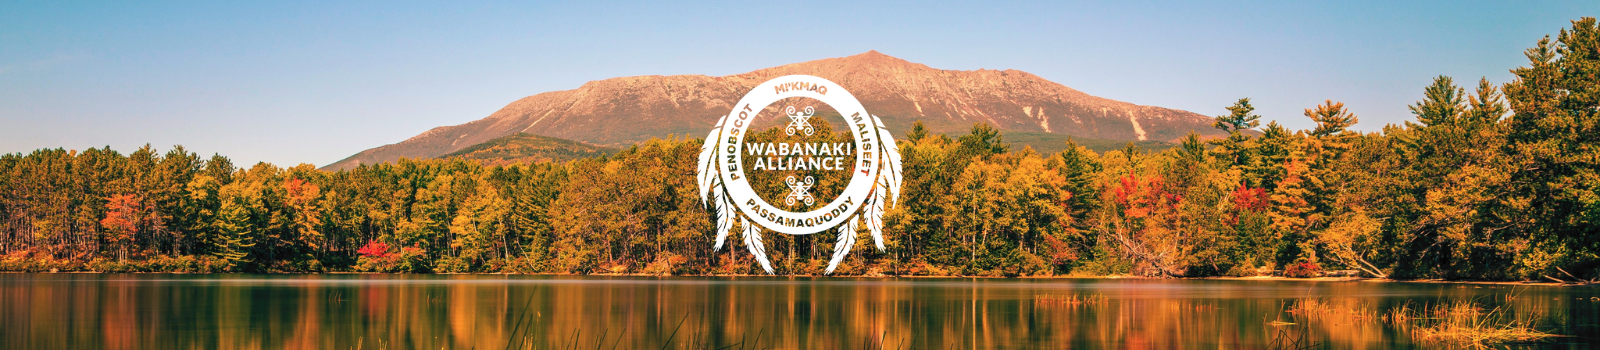 MI'KMAQ
PENOBSCOT
MALISEET
WABANAKI
ALLIANCE
PASSAMAQUODDY